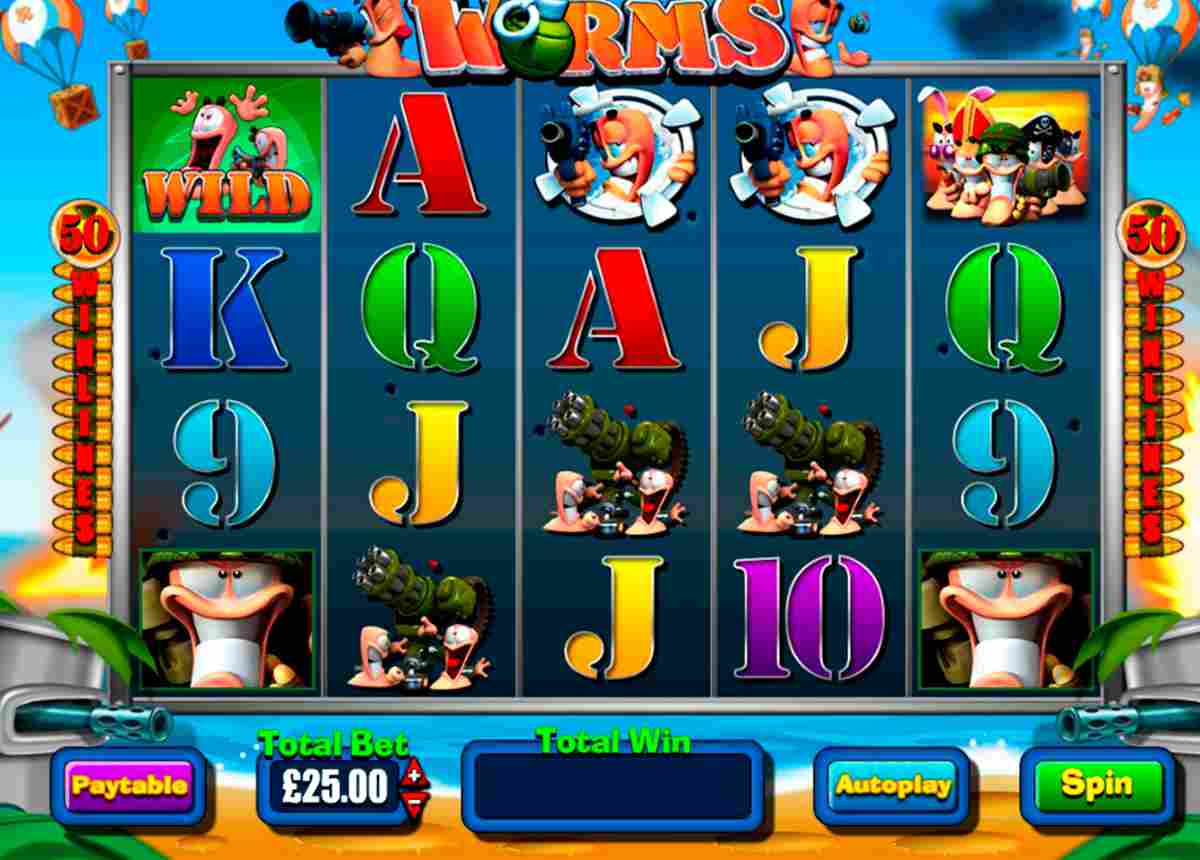 WORMS
WILD
A
50
50
K
Q
A
J
Q
WINLINES
WINLINES
9
J
9
J
10
Total Bet
Total Win
Paytable
£25.00
+
-
Autoplay
Spin